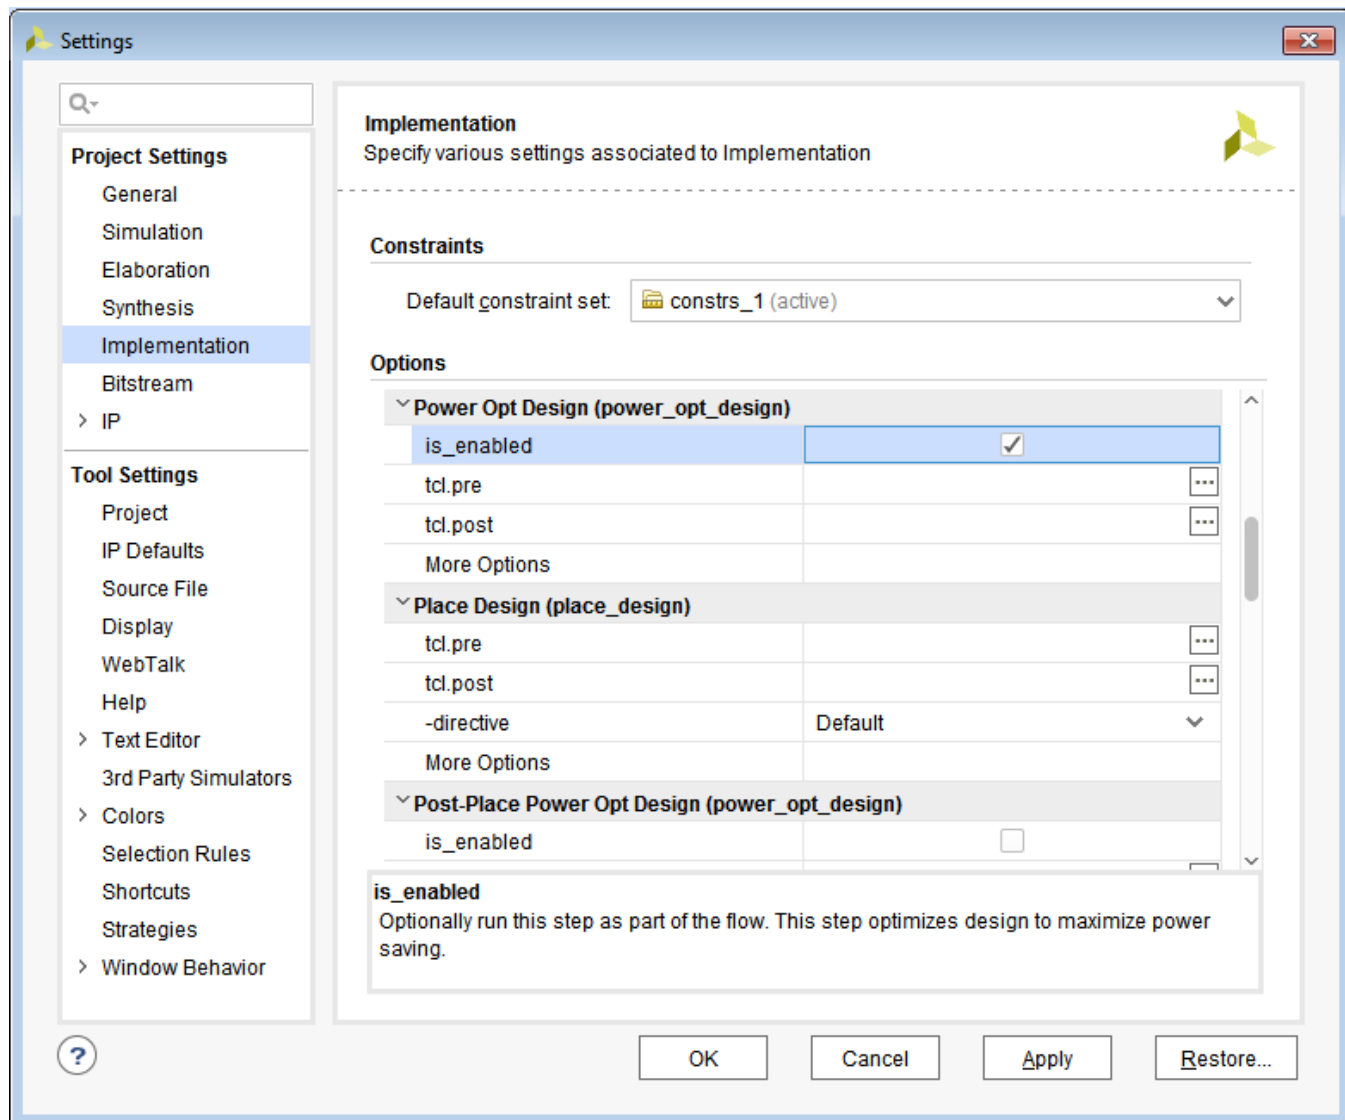 Settings
Project Settings
General
Simulation
Elaboration
Synthesis
Implementation
Bitstream
IP
Tool Settings
Project
IP Defaults
Source File
Display
WebTalk
Help
Text Editor
3rd Party Simulators
Colors
Selection Rules
Shortcuts
Strategies
Window Behavior
Implementation
Specify various settings associated to Implementation
Constraints
Default constraint set: constrs_1 (active)
Options
Power Opt Design (power_opt_design)
is_enabled
tcl.pre
tcl.post
More Options
Place Design (place_design)
tcl.pre
tcl.post
-directive Default
More Options
Post-Place Power Opt Design (power_opt_design)
is_enabled
is_enabled
Optionally run this step as part of the flow. This step optimizes design to maximize power
saving.
? OK Cancel Apply Restore...